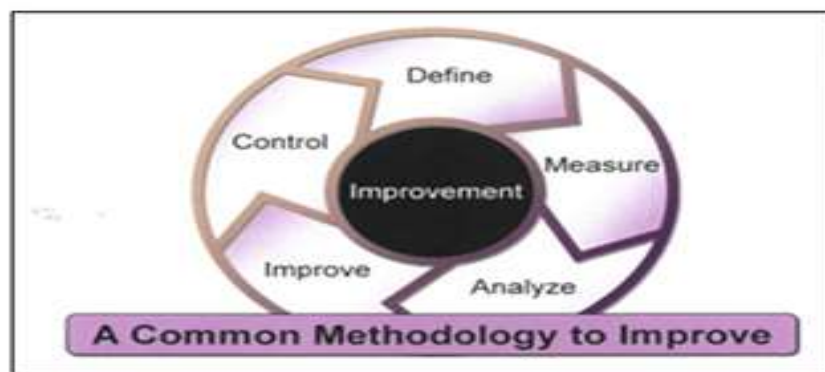 Define
Measure
Analyze
Improve
Control
Improvement
A Common Methodology to Improve